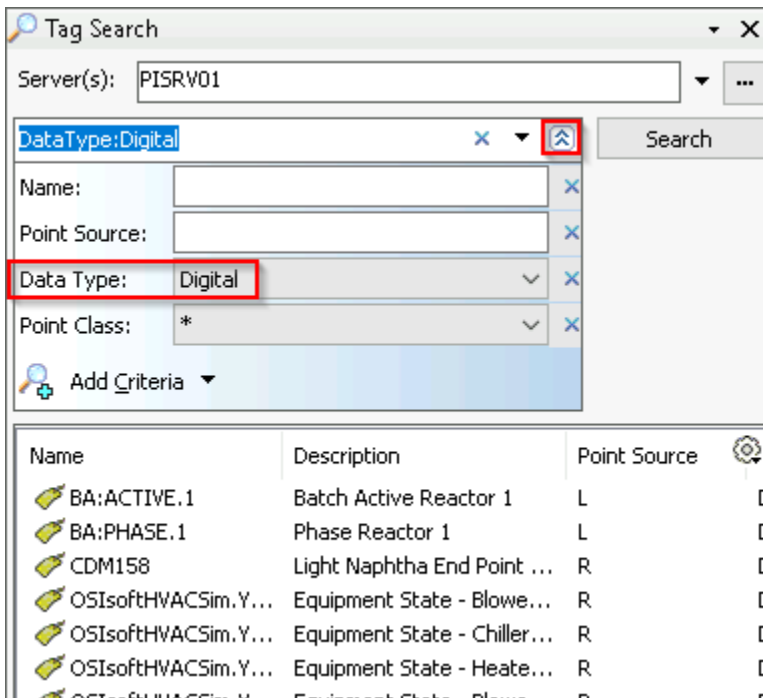 Tag Search
Server(s): PISRV01 ...
DataType:Digital Search
Name:
Point Source:
Data Type: Digital
Point Class: *
Add Criteria
Name Description Point Source
BA:ACTIVE.1 Batch Active Reactor 1 L
BA:PHASE.1 Phase Reactor 1 L
CDM158 Light Naphtha End Point ... R
OSIsoftHVACSim.Y... Equipment State - Blowe... R
OSIsoftHVACSim.Y... Equipment State - Chiller... R
OSIsoftHVACSim.Y... Equipment State - Heate... R